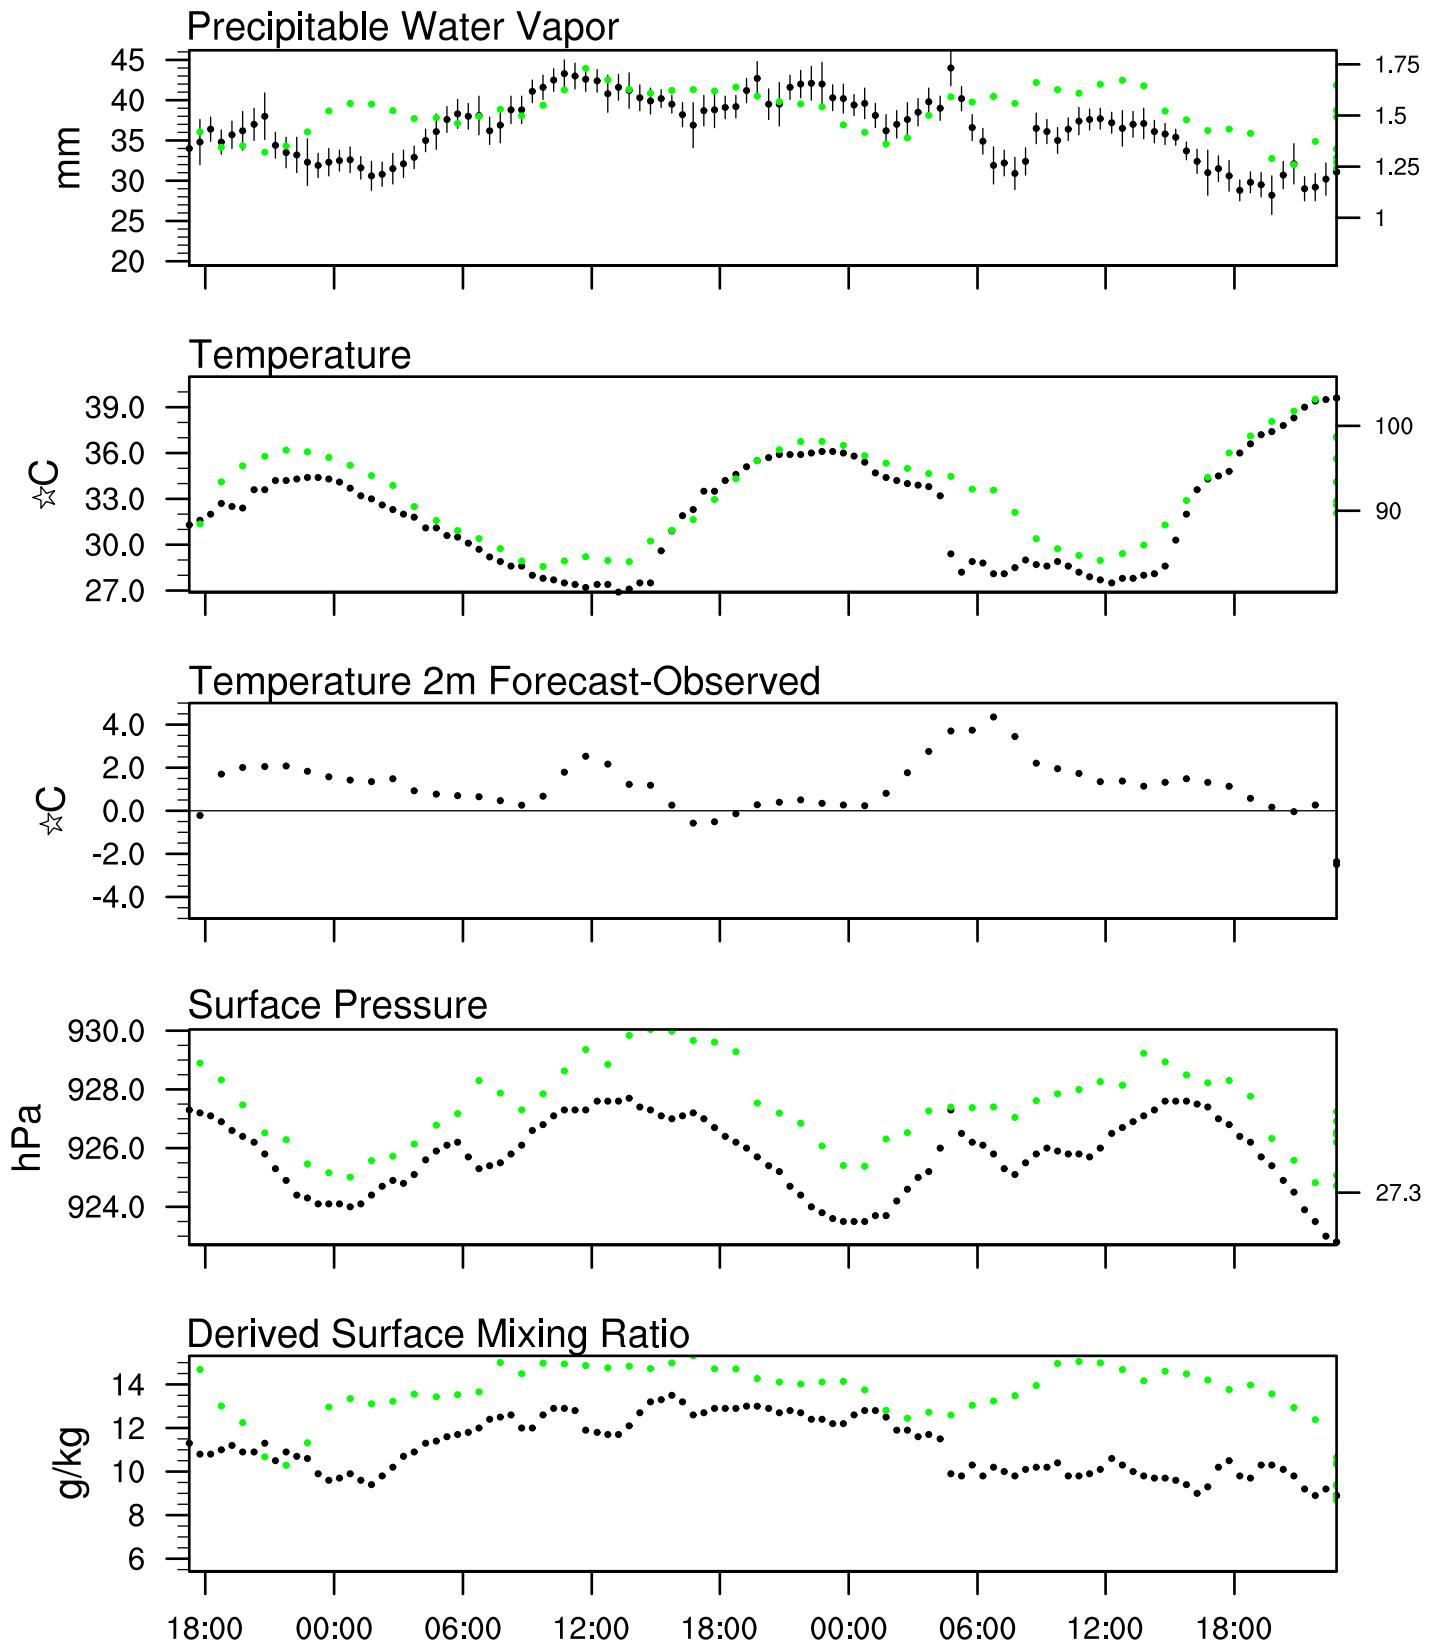 Precipitable Water Vapor
45
40
35
30
25
20
mm
1.75
1.5
1.25
1
Temperature
39.0
36.0
33.0
30.0
27.0
☆C
100
90
Temperature 2m Forecast-Observed
4.0
2.0
0.0
-2.0
-4.0
☆C
Surface Pressure
930.0
928.0
926.0
924.0
hPa
27.3
Derived Surface Mixing Ratio
14
12
10
8
6
g/kg
18:00 00:00 06:00 12:00 18:00 00:00 06:00 12:00 18:00